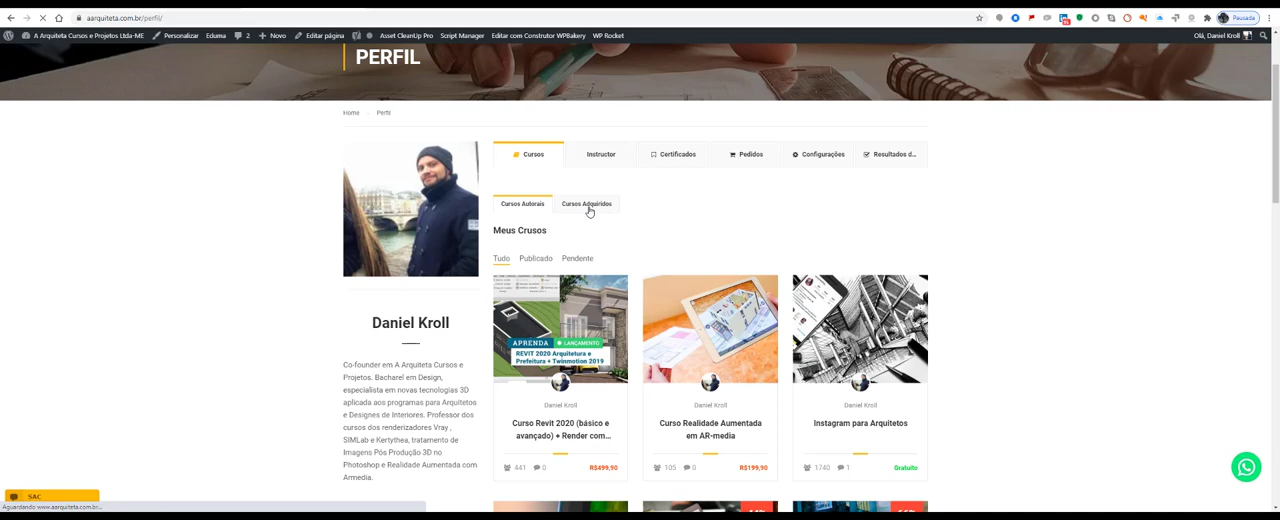 aarquiteta.com.br/perfil/
Pausada
A Arquiteta Cursos e Projetos Ltda-ME
Personalizar
Eduma
2
Novo
Editar página
Asset CleanUp Pro
Script Manager
Editar com Construtor WPBakery
WP Rocket
Olá, Daniel Kroll
PERFIL
Home
Perfil
Cursos
Instructor
Certificados
Pedidos
Configurações
Resultados d...
Cursos Autorais
Cursos Adquiridos
Meus Crusos
Tudo
Publicado
Pendente
APRENDA
LANÇAMENTO
REVIT 2020 Arquitetura e
Prefeitura + Twinmotion 2019
Daniel Kroll
Curso Revit 2020 (básico e
avançado) + Render com...
441
0
R$499,90
Daniel Kroll
Curso Realidade Aumentada
em AR-media
105
0
R$199,90
Daniel Kroll
Instagram para Arquitetos
1740
1
Gratuito
Daniel Kroll
Co-founder em A Arquiteta Cursos e
Projetos. Bacharel em Design,
especialista em novas tecnologias 3D
aplicada aos programas para Arquitetos
e Designes de Interiores. Professor dos
cursos dos renderizadores Vray ,
SIMLab e Kertythea, tratamento de
Imagens Pós Produção 3D no
Photoshop e Realidade Aumentada com
Armedia.
SAC
Aguardando www.aarquiteta.com.br...